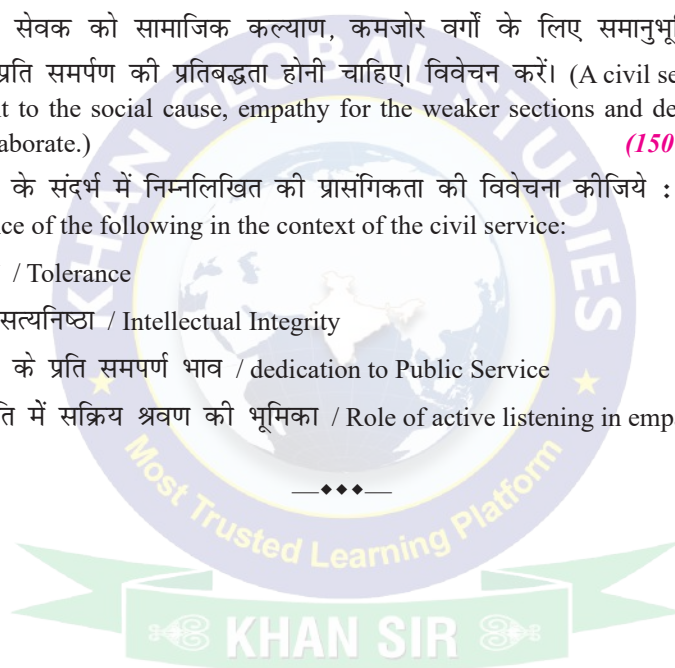 सेवक को सामाजिक कल्याण, कमजोर वर्गों के लिए समानुभू
प्रति समर्पण की प्रतिबद्धता होनी चाहिए। विवेचन करें। (A civil se
t to the social cause, empathy for the weaker sections and de
aborate.) (150
के संदर्भ में निम्नलिखित की प्रासंगिकता की विवेचना कीजिये :
nce of the following in the context of the civil service:
/ Tolerance
सत्यनिष्ठा / Intellectual Integrity
के प्रति समपर्ण भाव / dedication to Public Service
ति में सक्रिय श्रवण की भूमिका / Role of active listening in emp
KHAN GLOBAL STUDIES
Most Trusted Learning Platform
KHAN SIR